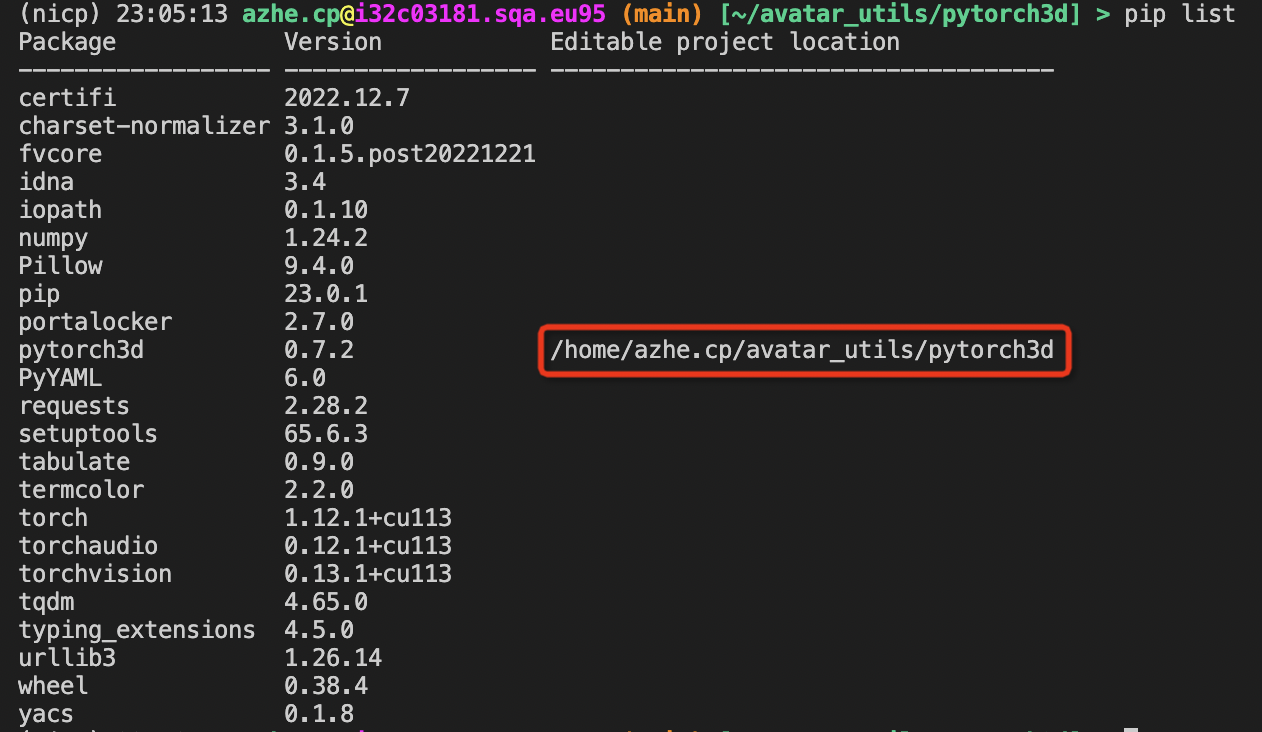 (nicp) 23:05:13 azhe.cp@i32c03181.sqa.eu95 (main) [~/avatar_utils/pytorch3d] > pip list
Package Version Editable project location
------------------ ------------------ ------------------------------------
certifi 2022.12.7
charset-normalizer 3.1.0
fvcore 0.1.5.post20221221
idna 3.4
iopath 0.1.10
numpy 1.24.2
Pillow 9.4.0
pip 23.0.1
portalocker 2.7.0
pytorch3d 0.7.2 /home/azhe.cp/avatar_utils/pytorch3d
PyYAML 6.0
requests 2.28.2
setuptools 65.6.3
tabulate 0.9.0
termcolor 2.2.0
torch 1.12.1+cu113
torchaudio 0.12.1+cu113
torchvision 0.13.1+cu113
tqdm 4.65.0
typing_extensions 4.5.0
urllib3 1.26.14
wheel 0.38.4
yacs 0.1.8